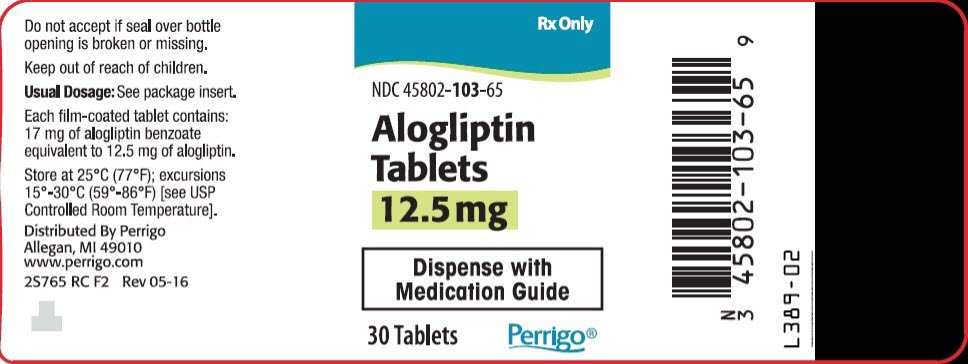 Do not accept if seal over bottle
opening is broken or missing.
Keep out of reach of children.
Usual Dosage: See package insert.
Each film-coated tablet contains:
17 mg of alogliptin benzoate
equivalent to 12.5 mg of alogliptin.
Store at 25°C (77°F); excursions
15°-30°C (59°-86°F) [see USP
Controlled Room Temperature].
Distributed By Perrigo
Allegan, MI 49010
www.perrigo.com
2S765 RC F2 Rev 05-16
Rx Only
NDC 45802-103-65
Alogliptin
Tablets
12.5 mg
Dispense with
Medication Guide
30 Tablets
Perrigo®
N
3 45802-103-65 9
L389-02